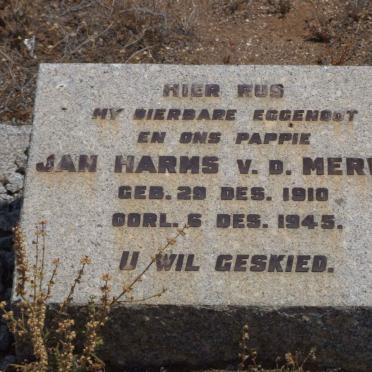 HIER RUS
MY DIERBARE EGGENOOT
EN ONS PAPPIE
JAN HARMS V. D. MER
GEB. 29 DES. 1910
OORL. 6 DES. 1945.
U WIL GESKIED.